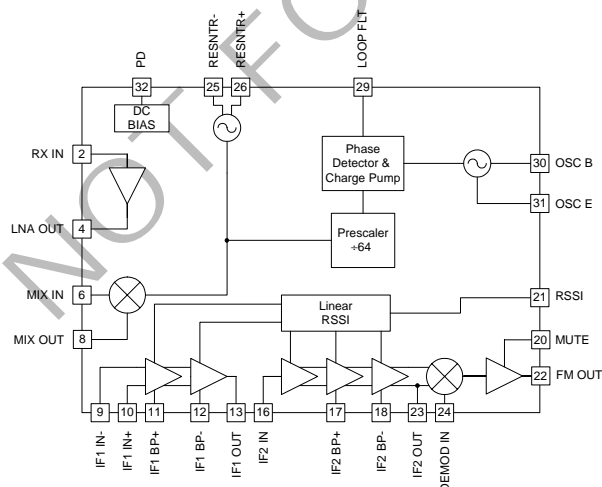 NOT FO
PD
RESNTR-
RESNTR+
LOOP FLT
32
25
26
29
DC
BIAS
RX IN
2
Phase
Detector &
Charge Pump
30
OSC B
31
OSC E
LNA OUT
4
Prescaler
÷64
MIX IN
6
Linear
RSSI
21
RSSI
MIX OUT
8
20
MUTE
22
FM OUT
9
10
11
12
13
16
17
18
23
24
IF1 IN-
IF1 IN+
IF1 BP+
IF1 BP-
IF1 OUT
IF2 IN
IF2 BP+
IF2 BP-
IF2 OUT
DEMOD IN